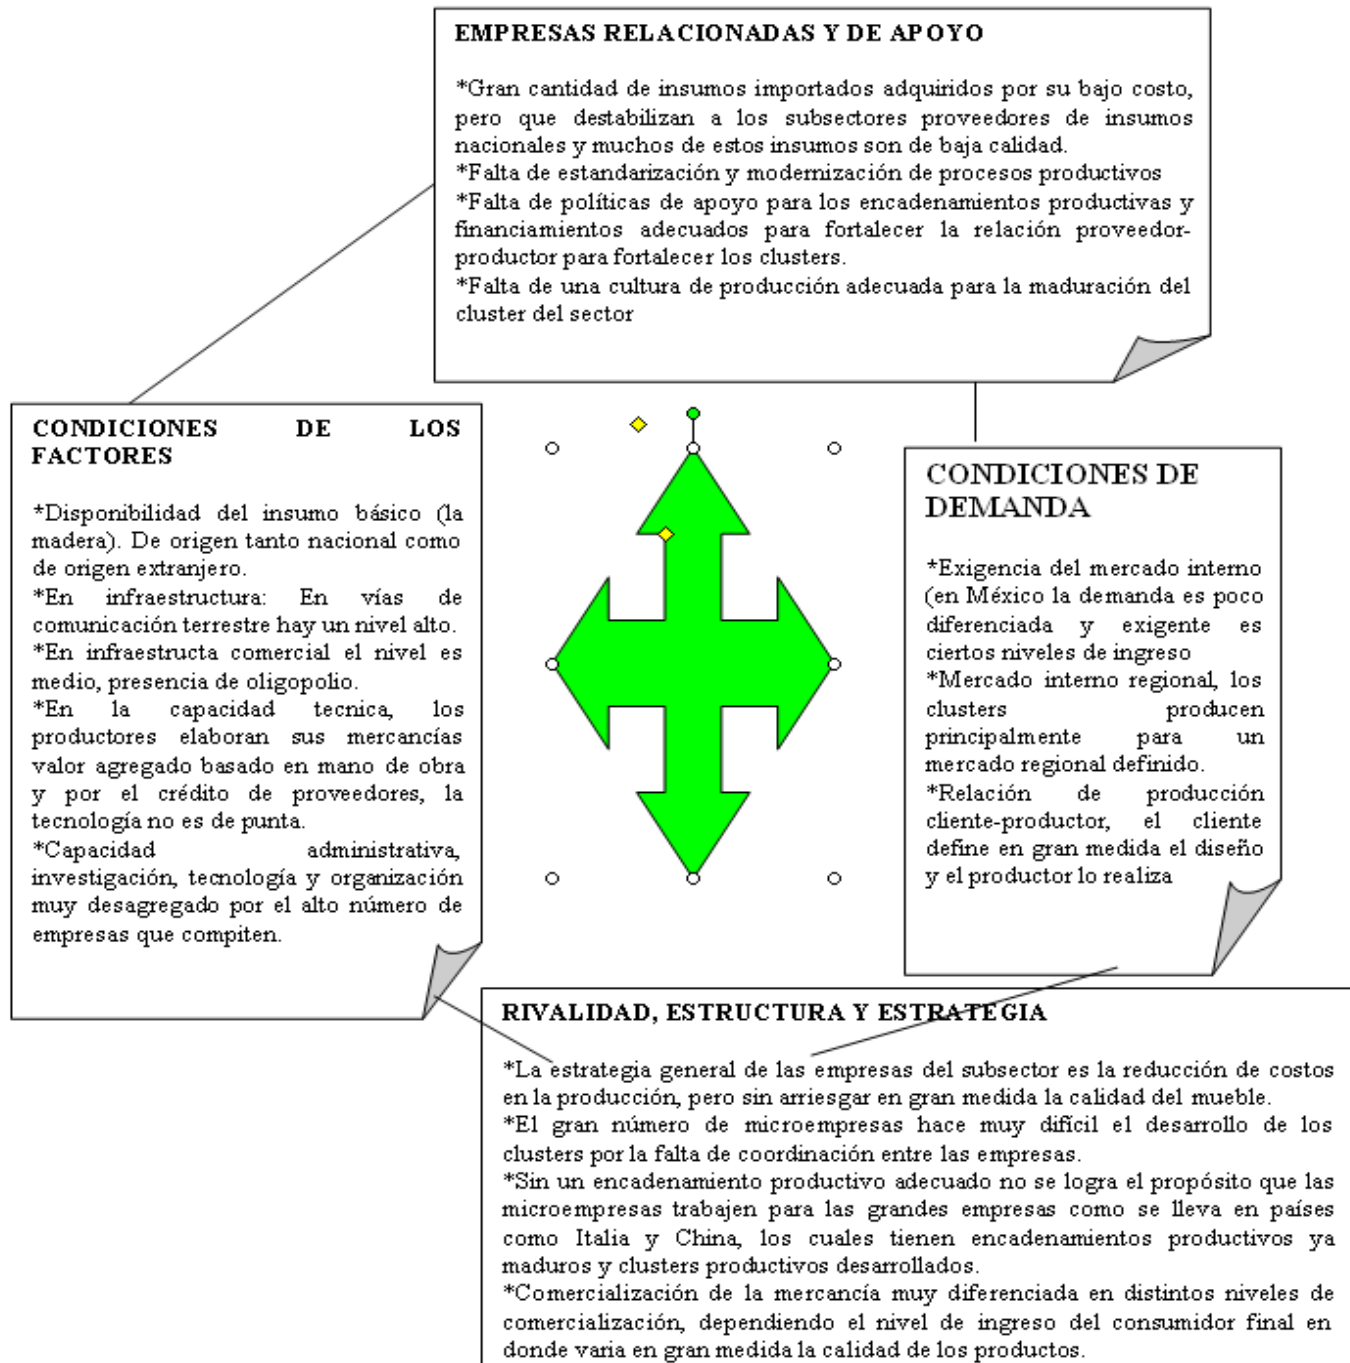 EMPRESAS RELACIONADAS Y DE APOYO
*Gran cantidad de insumos importados adquiridos por su bajo costo,
pero que destabilizan a los subsectores proveedores de insumos
nacionales y muchos de estos insumos son de baja calidad.
*Falta de estandarización y modernización de procesos productivos
*Falta de políticas de apoyo para los encadenamientos productivas y
financiamientos adecuados para fortalecer la relación proveedor-
productor para fortalecer los clusters.
*Falta de una cultura de producción adecuada para la maduración del
cluster del sector
CONDICIONES DE LOS
FACTORES
*Disponibilidad del insumo básico (la
madera). De origen tanto nacional como
de origen extranjero.
*En infraestructura: En vías de
comunicación terrestre hay un nivel alto.
*En infraestructa comercial el nivel es
medio, presencia de oligopolio.
*En la capacidad tecnica, los
productores elaboran sus mercancías
valor agregado basado en mano de obra
y por el crédito de proveedores, la
tecnología no es de punta.
*Capacidad administrativa,
investigación, tecnología y organización
muy desagregado por el alto número de
empresas que compiten.
CONDICIONES DE
DEMANDA
*Exigencia del mercado interno
(en México la demanda es poco
diferenciada y exigente es
ciertos niveles de ingreso
*Mercado interno regional, los
clusters producen
principalmente para un
mercado regional definido.
*Relación de producción
cliente-productor, el cliente
define en gran medida el diseño
y el productor lo realiza
RIVALIDAD, ESTRUCTURA Y ESTRATEGIA
*La estrategia general de las empresas del subsector es la reducción de costos
en la producción, pero sin arriesgar en gran medida la calidad del mueble.
*El gran número de microempresas hace muy difícil el desarrollo de los
clusters por la falta de coordinación entre las empresas.
*Sin un encadenamiento productivo adecuado no se logra el propósito que las
microempresas trabajen para las grandes empresas como se lleva en países
como Italia y China, los cuales tienen encadenamientos productivos ya
maduros y clusters productivos desarrollados.
*Comercialización de la mercancía muy diferenciada en distintos niveles de
comercialización, dependiendo el nivel de ingreso del consumidor final en
donde varia en gran medida la calidad de los productos.